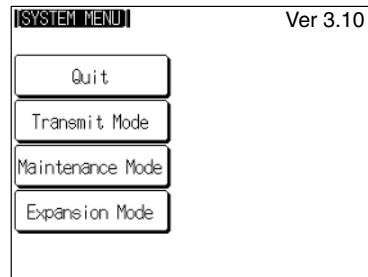 [SYSTEM MENU]
Ver 3.10
Quit
Transmit Mode
Maintenance Mode
Expansion Mode